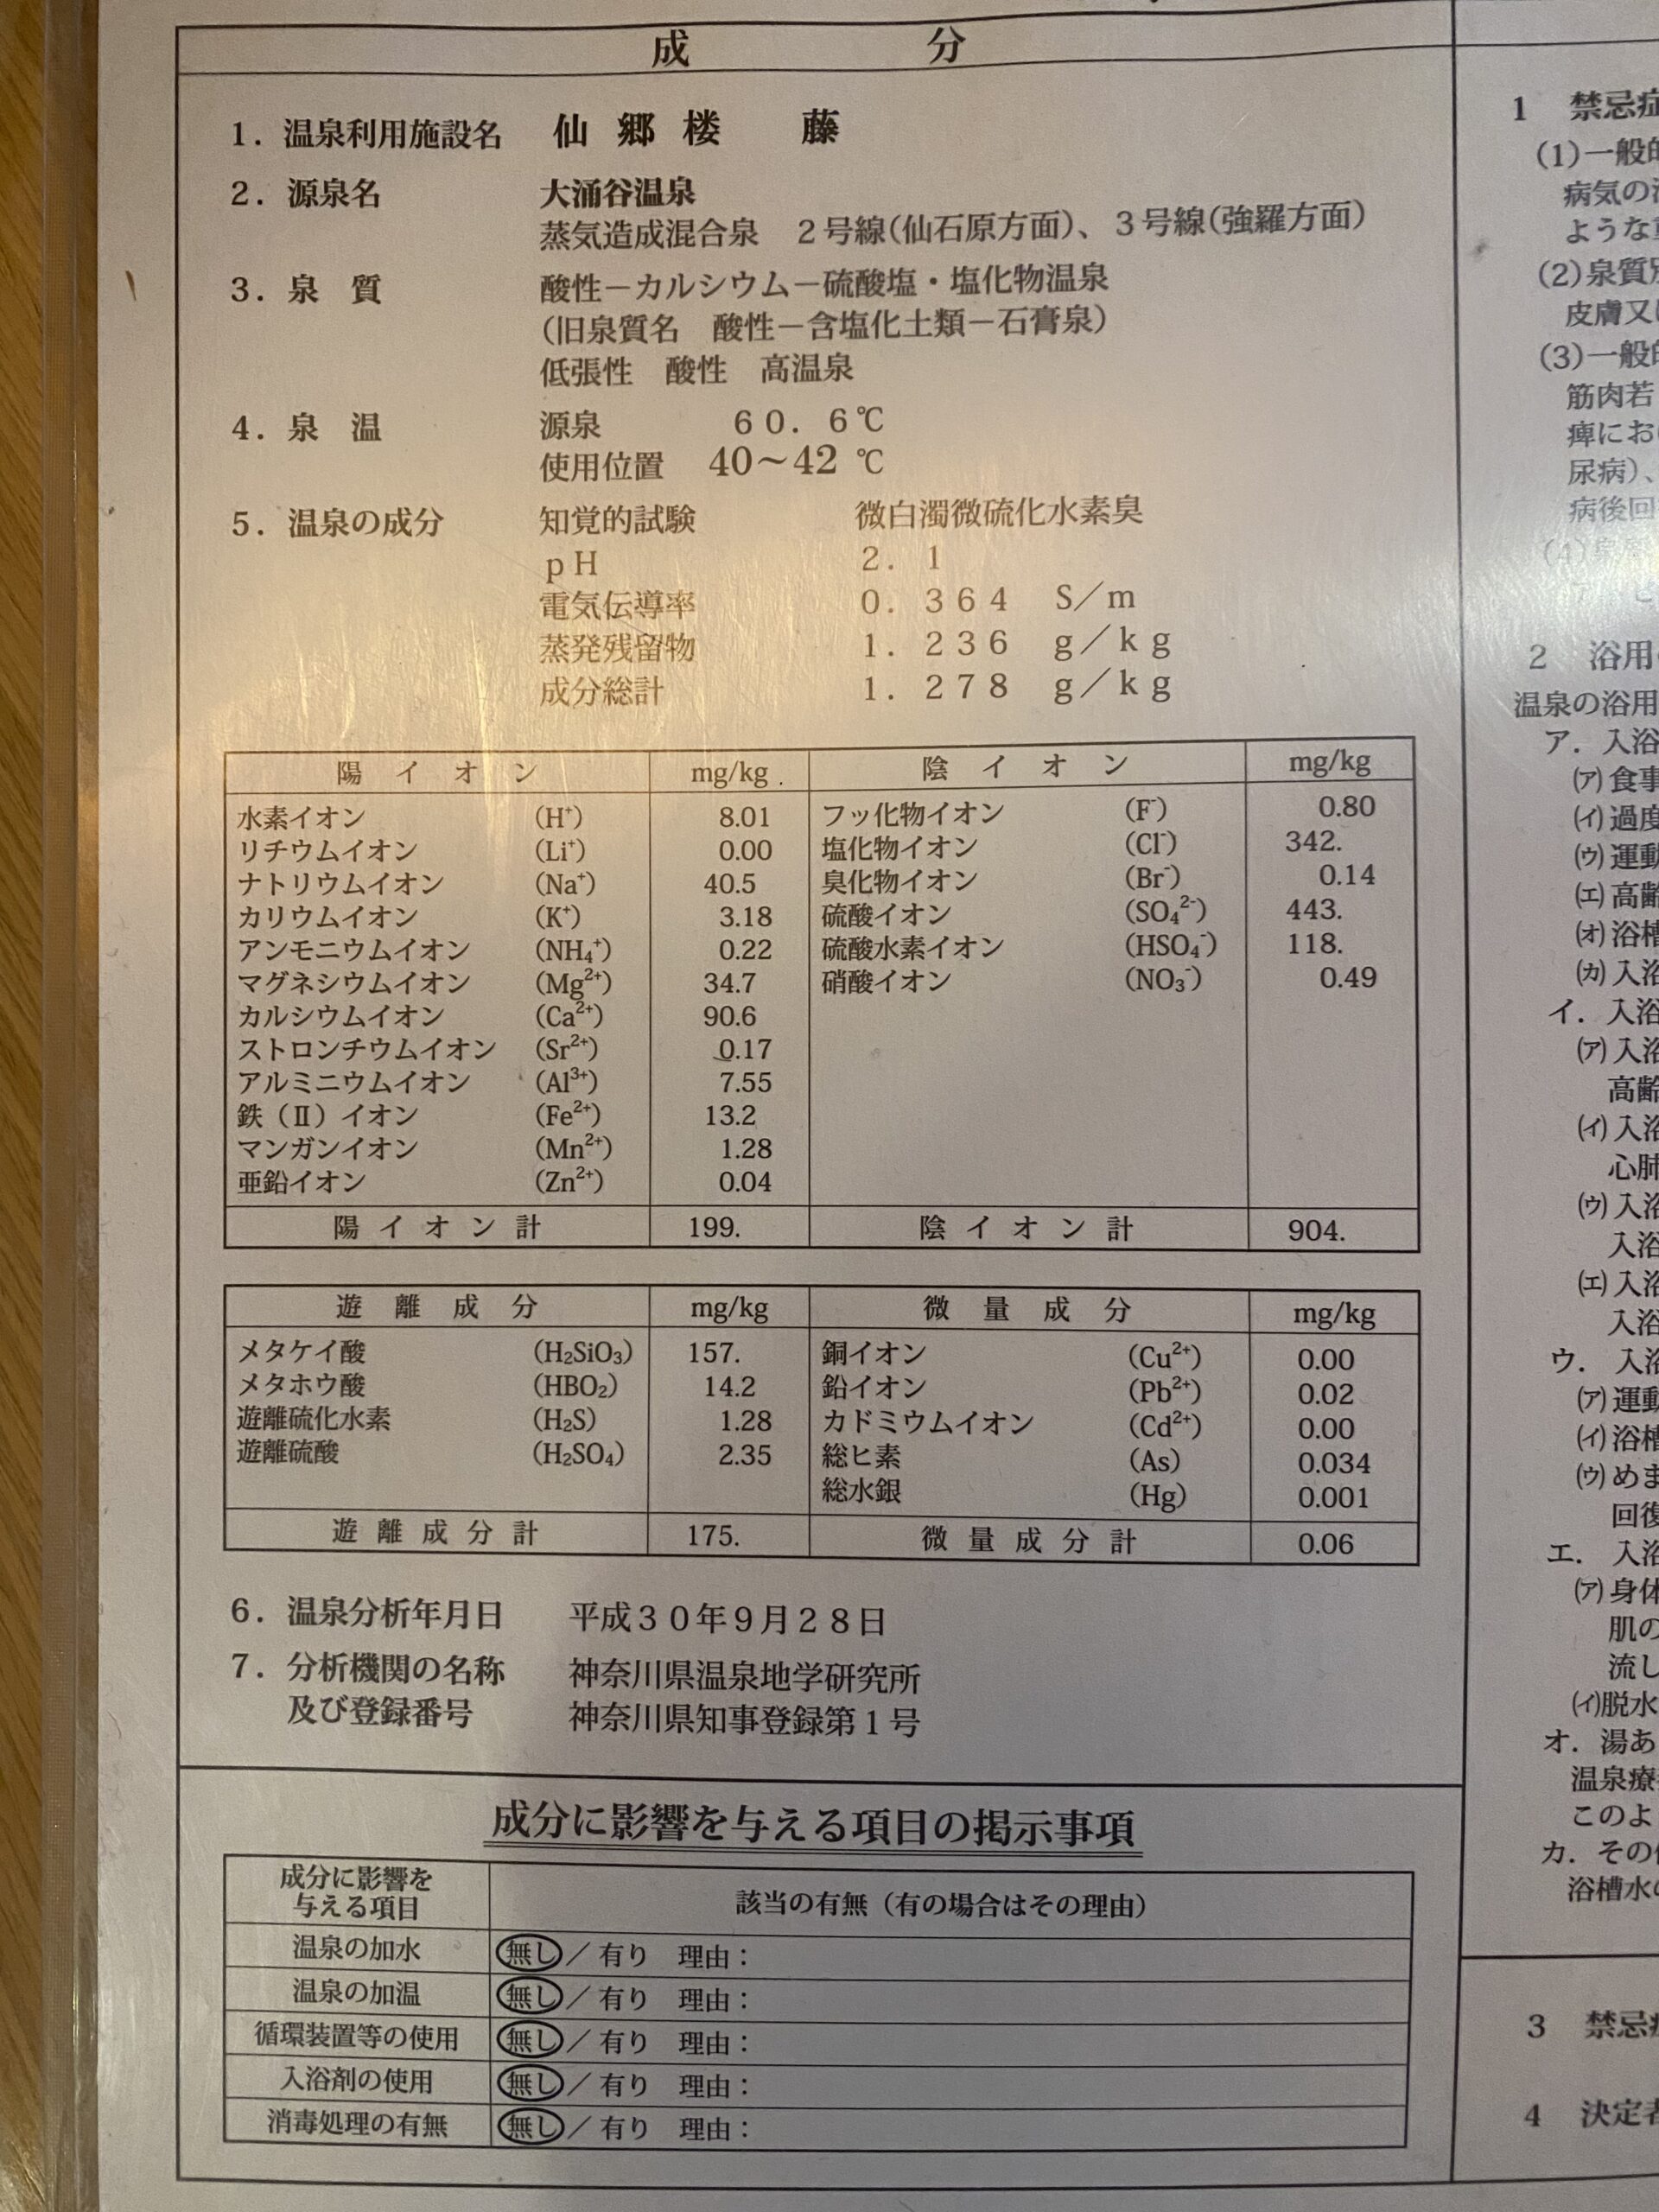 成　分
1. 温泉利用施設名　仙郷楼　藤
2. 源泉名　大涌谷温泉
蒸気造成混合泉　2号線(仙石原方面)、3号線(強羅方面)
3. 泉　質　酸性－カルシウム－硫酸塩・塩化物温泉
(旧泉質名　酸性－含塩化土類－石膏泉)
低張性　酸性　高温泉
4. 泉　温　源泉　60. 6℃
使用位置　40〜42 ℃
5. 温泉の成分　知覚的試験　微白濁微硫化水素臭
pH　2. 1
電気伝導率　0. 364　S/m
蒸発残留物　1. 236　g/kg
成分総計　1. 278　g/kg
陽イオン　mg/kg　陰イオン　mg/kg
水素イオン (H⁺) 8.01　フッ化物イオン (F⁻) 0.80
リチウムイオン (Li⁺) 0.00　塩化物イオン (Cl⁻) 342.
ナトリウムイオン (Na⁺) 40.5　臭化物イオン (Br⁻) 0.14
カリウムイオン (K⁺) 3.18　硫酸イオン (SO₄²⁻) 443.
アンモニウムイオン (NH₄⁺) 0.22　硫酸水素イオン (HSO₄⁻) 118.
マグネシウムイオン (Mg²⁺) 34.7　硝酸イオン (NO₃⁻) 0.49
カルシウムイオン (Ca²⁺) 90.6
ストロンチウムイオン (Sr²⁺) 0.17
アルミニウムイオン (Al³⁺) 7.55
鉄(Ⅱ)イオン (Fe²⁺) 13.2
マンガンイオン (Mn²⁺) 1.28
亜鉛イオン (Zn²⁺) 0.04
陽イオン計　199.　陰イオン計　904.
遊離成分　mg/kg　微量成分　mg/kg
メタケイ酸 (H₂SiO₃) 157.　銅イオン (Cu²⁺) 0.00
メタホウ酸 (HBO₂) 14.2　鉛イオン (Pb²⁺) 0.02
遊離硫化水素 (H₂S) 1.28　カドミウムイオン (Cd²⁺) 0.00
遊離硫酸 (H₂SO₄) 2.35　総ヒ素 (As) 0.034
総水銀 (Hg) 0.001
遊離成分計　175.　微量成分計　0.06
6. 温泉分析年月日　平成30年9月28日
7. 分析機関の名称　神奈川県温泉地学研究所
及び登録番号　神奈川県知事登録第1号
成分に影響を与える項目の掲示事項
成分に影響を
与える項目　該当の有無（有の場合はその理由）
温泉の加水　無し／有り　理由：
温泉の加温　無し／有り　理由：
循環装置等の使用　無し／有り　理由：
入浴剤の使用　無し／有り　理由：
消毒処理の有無　無し／有り　理由：
1　禁忌症
(1)一般的
病気の活
ような重
(2)泉質別
皮膚又は
(3)一般的
筋肉若
痺にお
尿病)、
病後回
2　浴用
温泉の浴用
ア. 入浴
(ア)食事
(イ)過度
(ウ)運動
(エ)高齢
(オ)浴槽
(カ)入浴
イ. 入浴
(ア)入浴
高齢
(イ)入浴
心肺
(ウ)入浴
入浴
(エ)入浴
入浴
ウ. 入浴
(ア)運動
(イ)浴槽
(ウ)めま
回復
エ. 入浴
(ア)身体
肌の
流し
(イ)脱水
オ. 湯あ
温泉療
このよ
カ. その
浴槽水
3　禁忌症
4　決定者